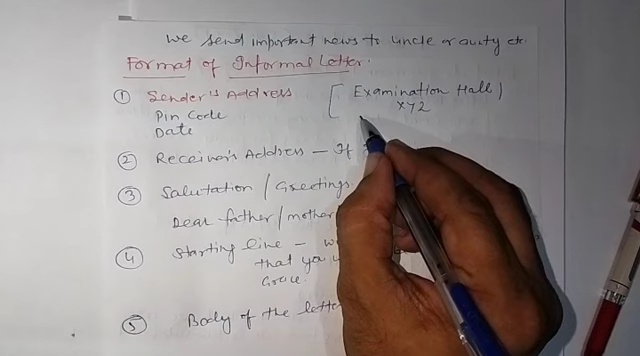 We send important news to uncle or aunty etc.
Format of Informal Letter.
① Sender's Address [ Examination Hall)
Pin Code XYZ
Date
② Receiver's Address – If
③ Salutation / Greetings
Dear father/mother
④ Starting line –
that you
Grace.
⑤ Body of the letter